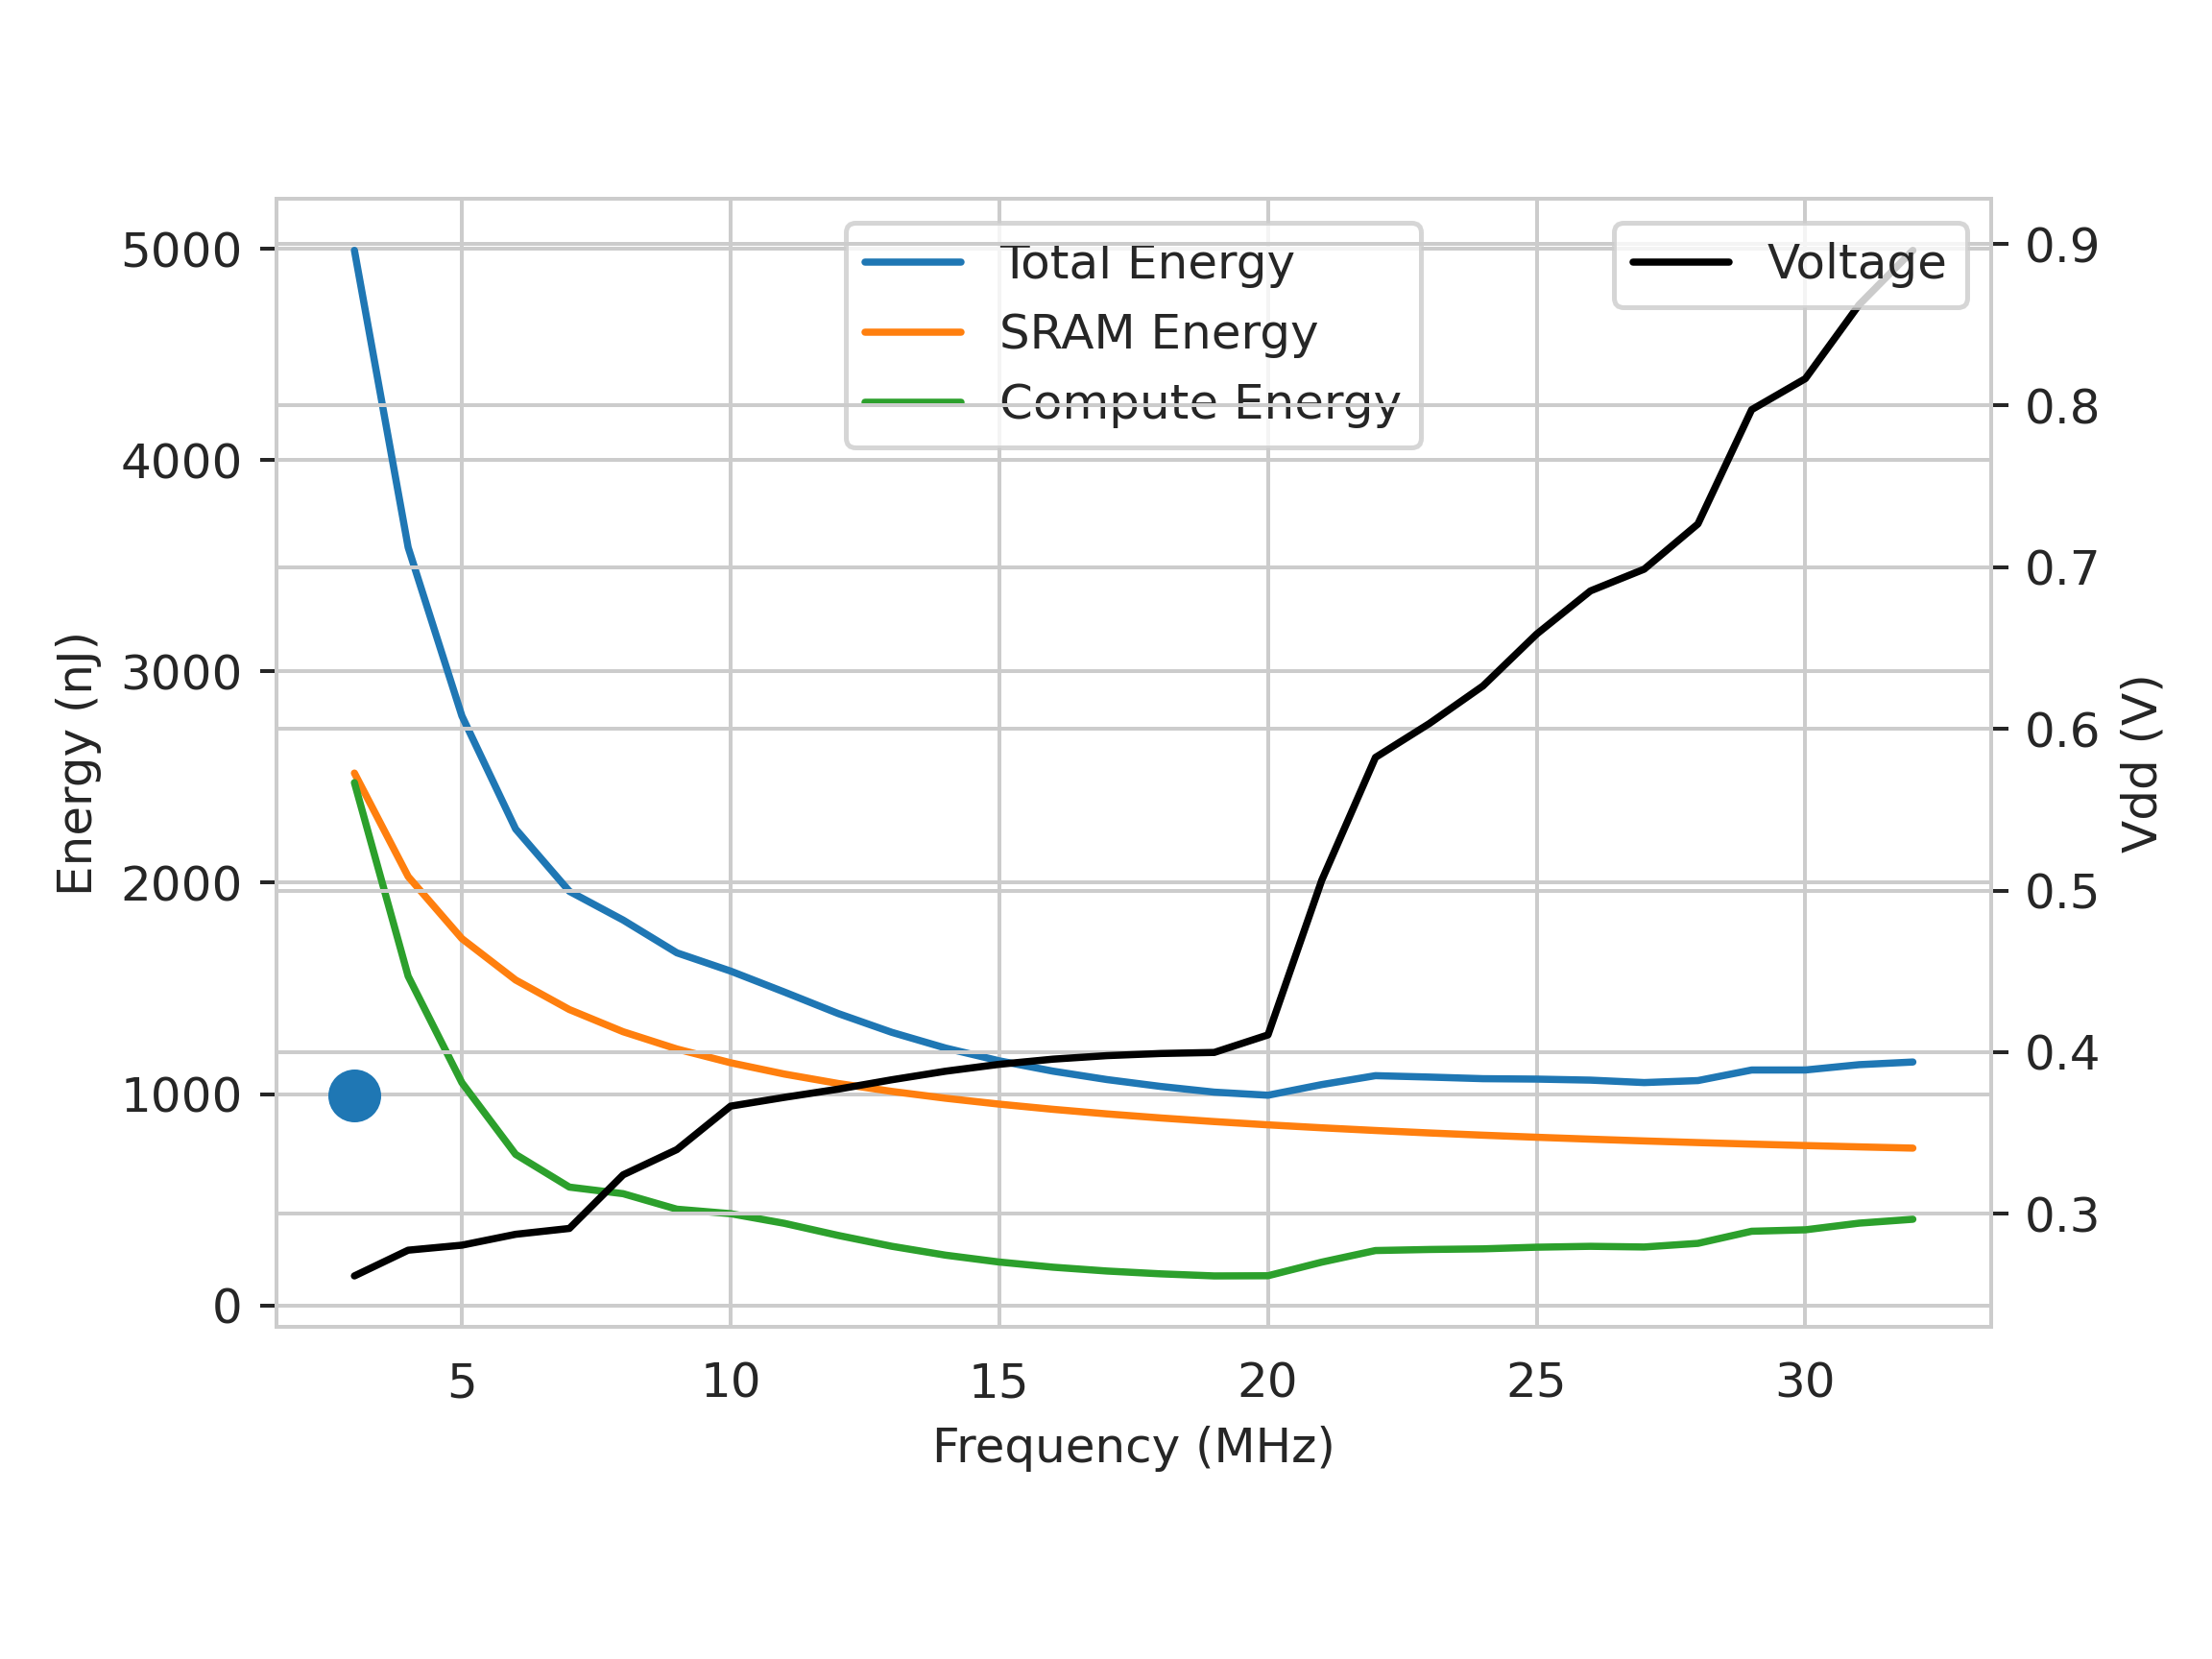 Total Energy
SRAM Energy
Compute Energy
Voltage
5000
4000
3000
2000
1000
0
Energy (nJ)
0.9
0.8
0.7
0.6
0.5
0.4
0.3
Vdd (V)
5 10 15 20 25 30
Frequency (MHz)